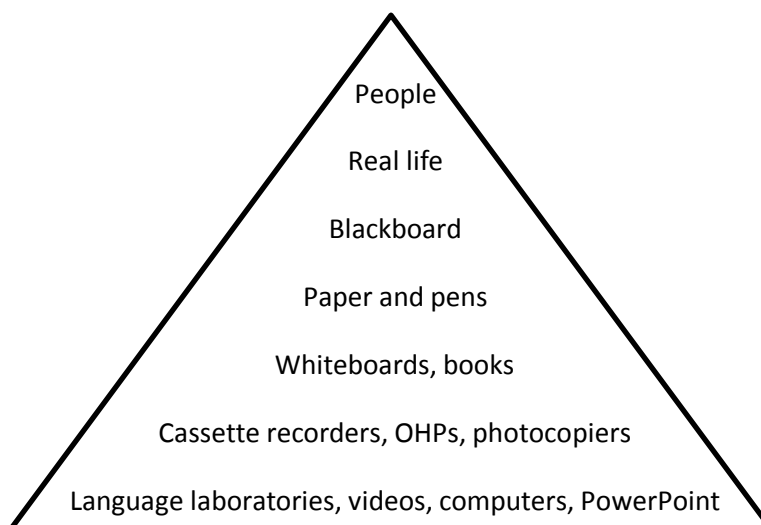 People
Real life
Blackboard
Paper and pens
Whiteboards, books
Cassette recorders, OHPs, photocopiers
Language laboratories, videos, computers, PowerPoint